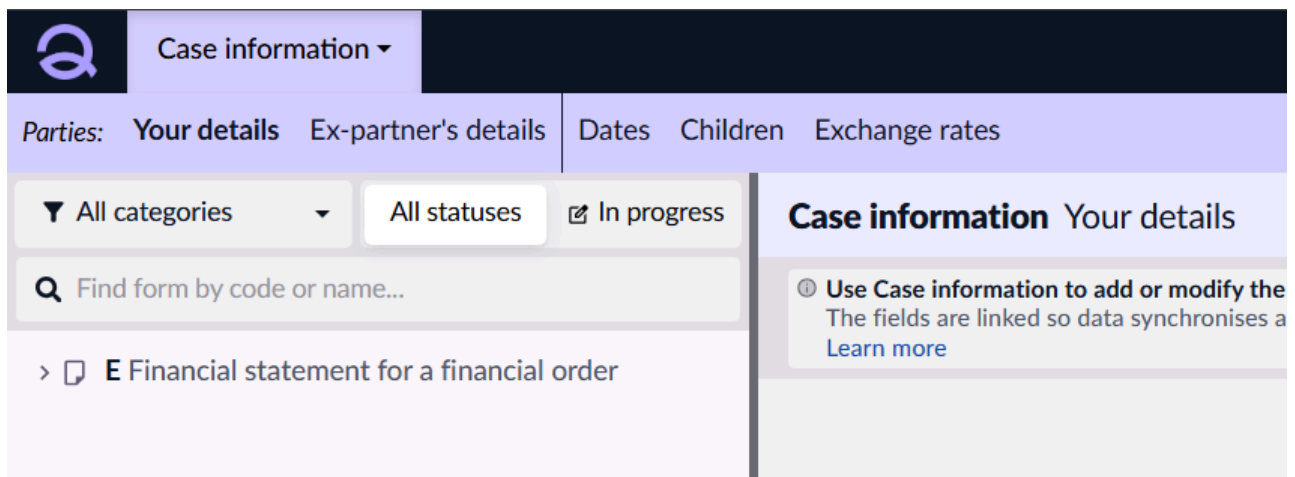 Case information
Parties: Your details Ex-partner's details Dates Children Exchange rates
All categories All statuses In progress
Find form by code or name...
E Financial statement for a financial order
Case information Your details
Use Case information to add or modify the
The fields are linked so data synchronises a
Learn more